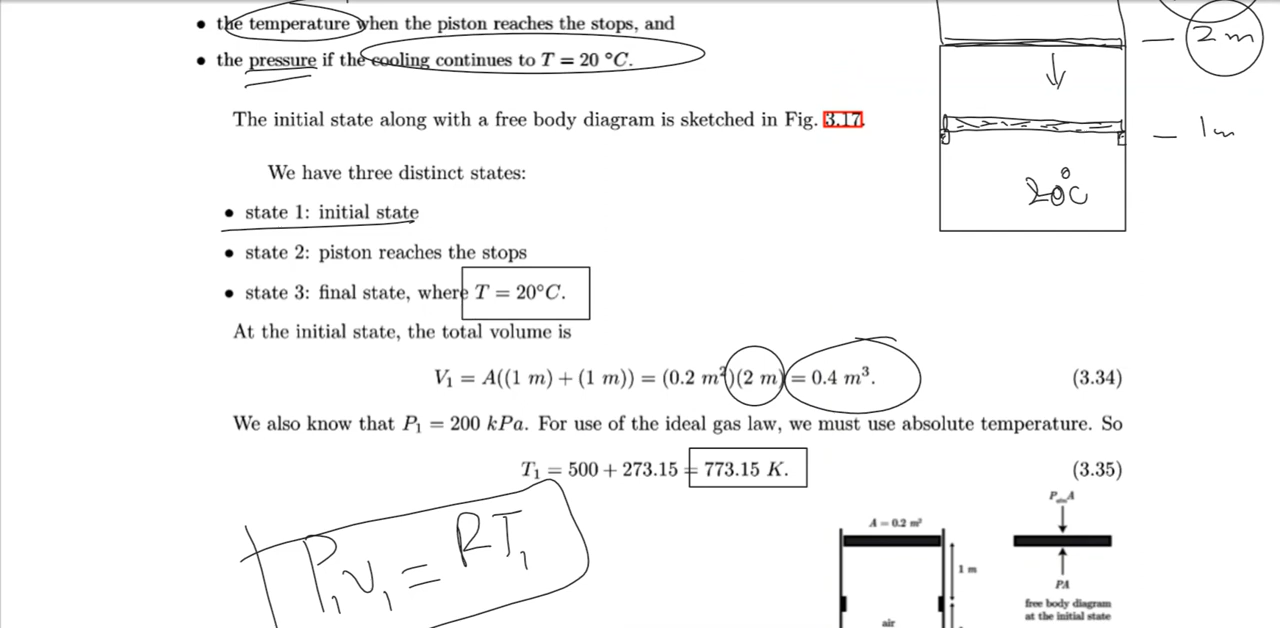 • the temperature when the piston reaches the stops, and
• the pressure if the cooling continues to T = 20 °C.
The initial state along with a free body diagram is sketched in Fig. 3.17.
We have three distinct states:
• state 1: initial state
• state 2: piston reaches the stops
• state 3: final state, where T = 20°C.
At the initial state, the total volume is
V₁ = A((1 m) + (1 m)) = (0.2 m²)(2 m) = 0.4 m³. (3.34)
We also know that P₁ = 200 kPa. For use of the ideal gas law, we must use absolute temperature. So
T₁ = 500 + 273.15 = 773.15 K. (3.35)
P₁v₁ = RT₁
2 m
1m
20°C
A = 0.2 m²
1 m
air
PA
free body diagram
at the initial state